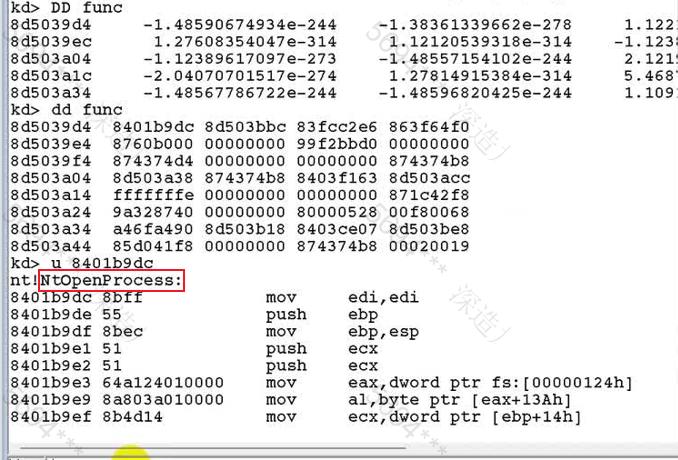 kd> DD func
8d5039d4 -1.48590674934e-244 -1.38361339662e-278 1.1222
8d5039ec 1.27608354047e-314 1.12120539318e-314 -1.1238
8d503a04 -1.12389617097e-273 -1.48557154102e-244 2.1219
8d503a1c -2.04070701517e-274 1.27814915384e-314 5.4687
8d503a34 -1.48567786722e-244 -1.48596820425e-244 1.1091
kd> dd func
8d5039d4 8401b9dc 8d503bbc 83fcc2e6 863f64f0
8d5039e4 8760b000 00000000 99f2bbd0 00000000
8d5039f4 874374d4 00000000 00000000 874374b8
8d503a04 8d503a38 874374b8 8403f163 8d503acc
8d503a14 fffffffe 00000000 00000000 871c42f8
8d503a24 9a328740 00000000 80000528 00f80068
8d503a34 a46fa490 8d503b18 8403ce07 8d503be8
8d503a44 85d041f8 00000000 874374b8 00020019
kd> u 8401b9dc
nt!NtOpenProcess:
8401b9dc 8bff mov edi,edi
8401b9de 55 push ebp
8401b9df 8bec mov ebp,esp
8401b9e1 51 push ecx
8401b9e2 51 push ecx
8401b9e3 64a124010000 mov eax,dword ptr fs:[00000124h]
8401b9e9 8a803a010000 mov al,byte ptr [eax+13Ah]
8401b9ef 8b4d14 mov ecx,dword ptr [ebp+14h]